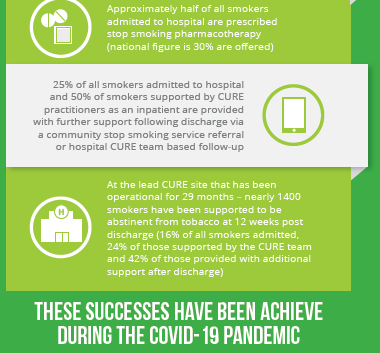 Approximately half of all smokers
admitted to hospital are prescribed
stop smoking pharmacotherapy
(national figure is 30% are offered)
25% of all smokers admitted to hospital
and 50% of smokers supported by CURE
practitioners as an inpatient are provided
with further support following discharge via
a community stop smoking service referral
or hospital CURE team based follow-up
H
At the lead CURE site that has been
operational for 29 months – nearly 1400
smokers have been supported to be
abstinent from tobacco at 12 weeks post
discharge (16% of all smokers admitted,
24% of those supported by the CURE team
and 42% of those provided with additional
support after discharge)
THESE SUCCESSES HAVE BEEN ACHIEVE
DURING THE COVID-19 PANDEMIC